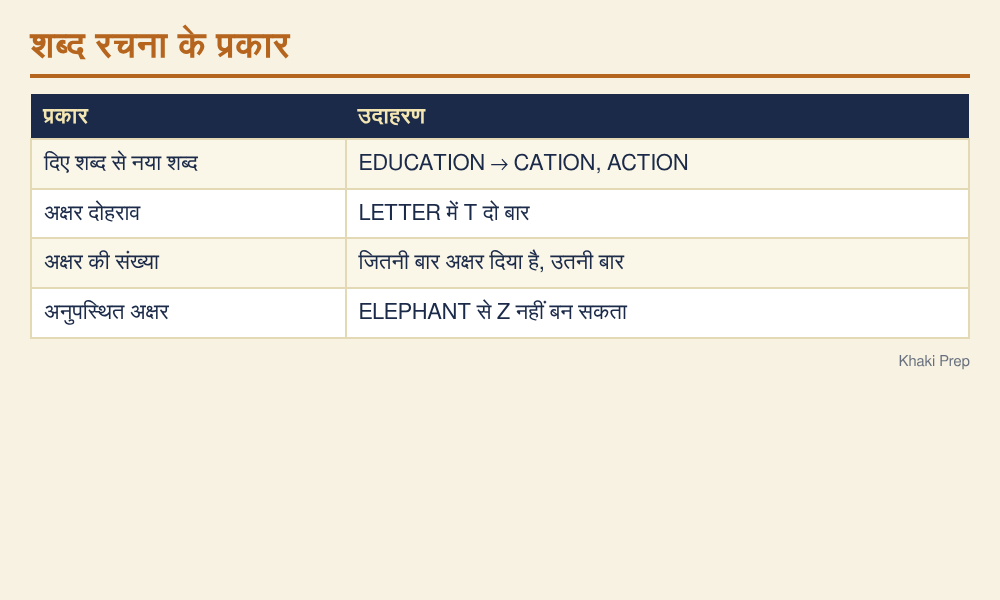 शब्द रचना के प्रकार
प्रकार उदाहरण
दिए शब्द से नया शब्द EDUCATION → CATION, ACTION
अक्षर दोहराव LETTER में T दो बार
अक्षर की संख्या जितनी बार अक्षर दिया है, उतनी बार
अनुपस्थित अक्षर ELEPHANT से Z नहीं बन सकता
Khaki Prep